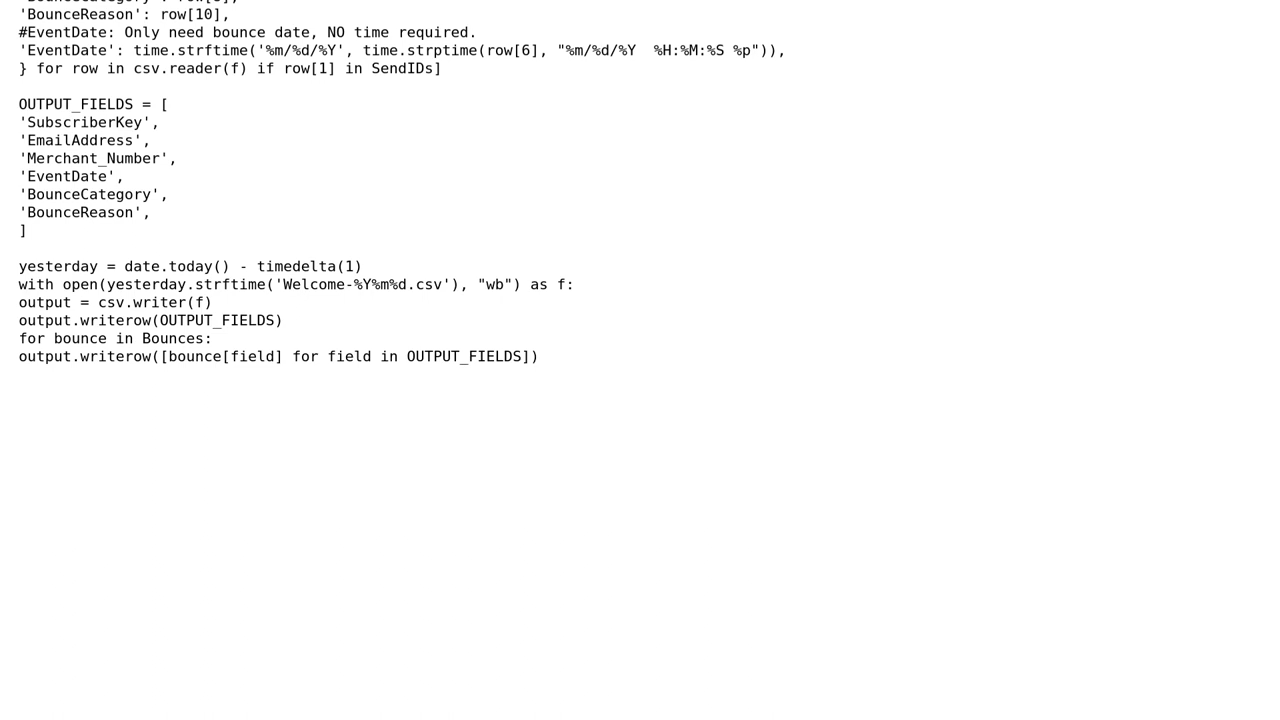 'BounceReason': row[10],
#EventDate: Only need bounce date, NO time required.
'EventDate': time.strftime('%m/%d/%Y', time.strptime(row[6], "%m/%d/%Y  %H:%M:%S %p")),
} for row in csv.reader(f) if row[1] in SendIDs]

OUTPUT_FIELDS = [
'SubscriberKey',
'EmailAddress',
'Merchant_Number',
'EventDate',
'BounceCategory',
'BounceReason',
]

yesterday = date.today() - timedelta(1)
with open(yesterday.strftime('Welcome-%Y%m%d.csv'), "wb") as f:
output = csv.writer(f)
output.writerow(OUTPUT_FIELDS)
for bounce in Bounces:
output.writerow([bounce[field] for field in OUTPUT_FIELDS])